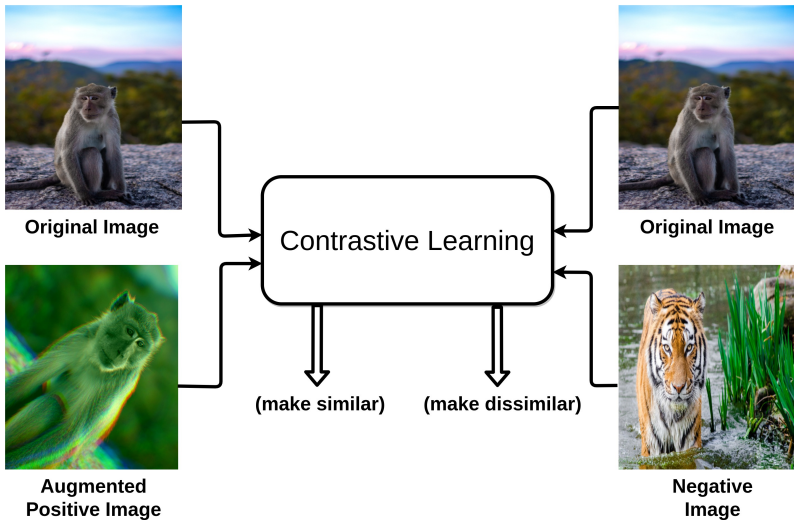 Original Image
Original Image
Contrastive Learning
(make similar)
(make dissimilar)
Augmented
Positive Image
Negative
Image